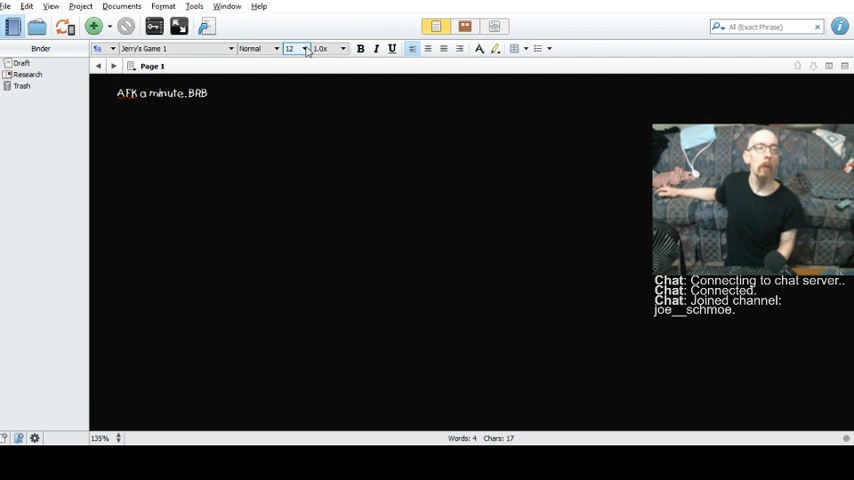 File Edit View Project Documents Format Tools Window Help
All (Exact Phrase)
Binder
Jerry's Game 1 Normal 12 1.0x
Draft
Page 1
Research
Trash
AFK a minute. BRB
Chat: Connecting to chat server..
Chat: Connected.
Chat: Joined channel:
joe__schmoe.
135% Words: 4 Chars: 17